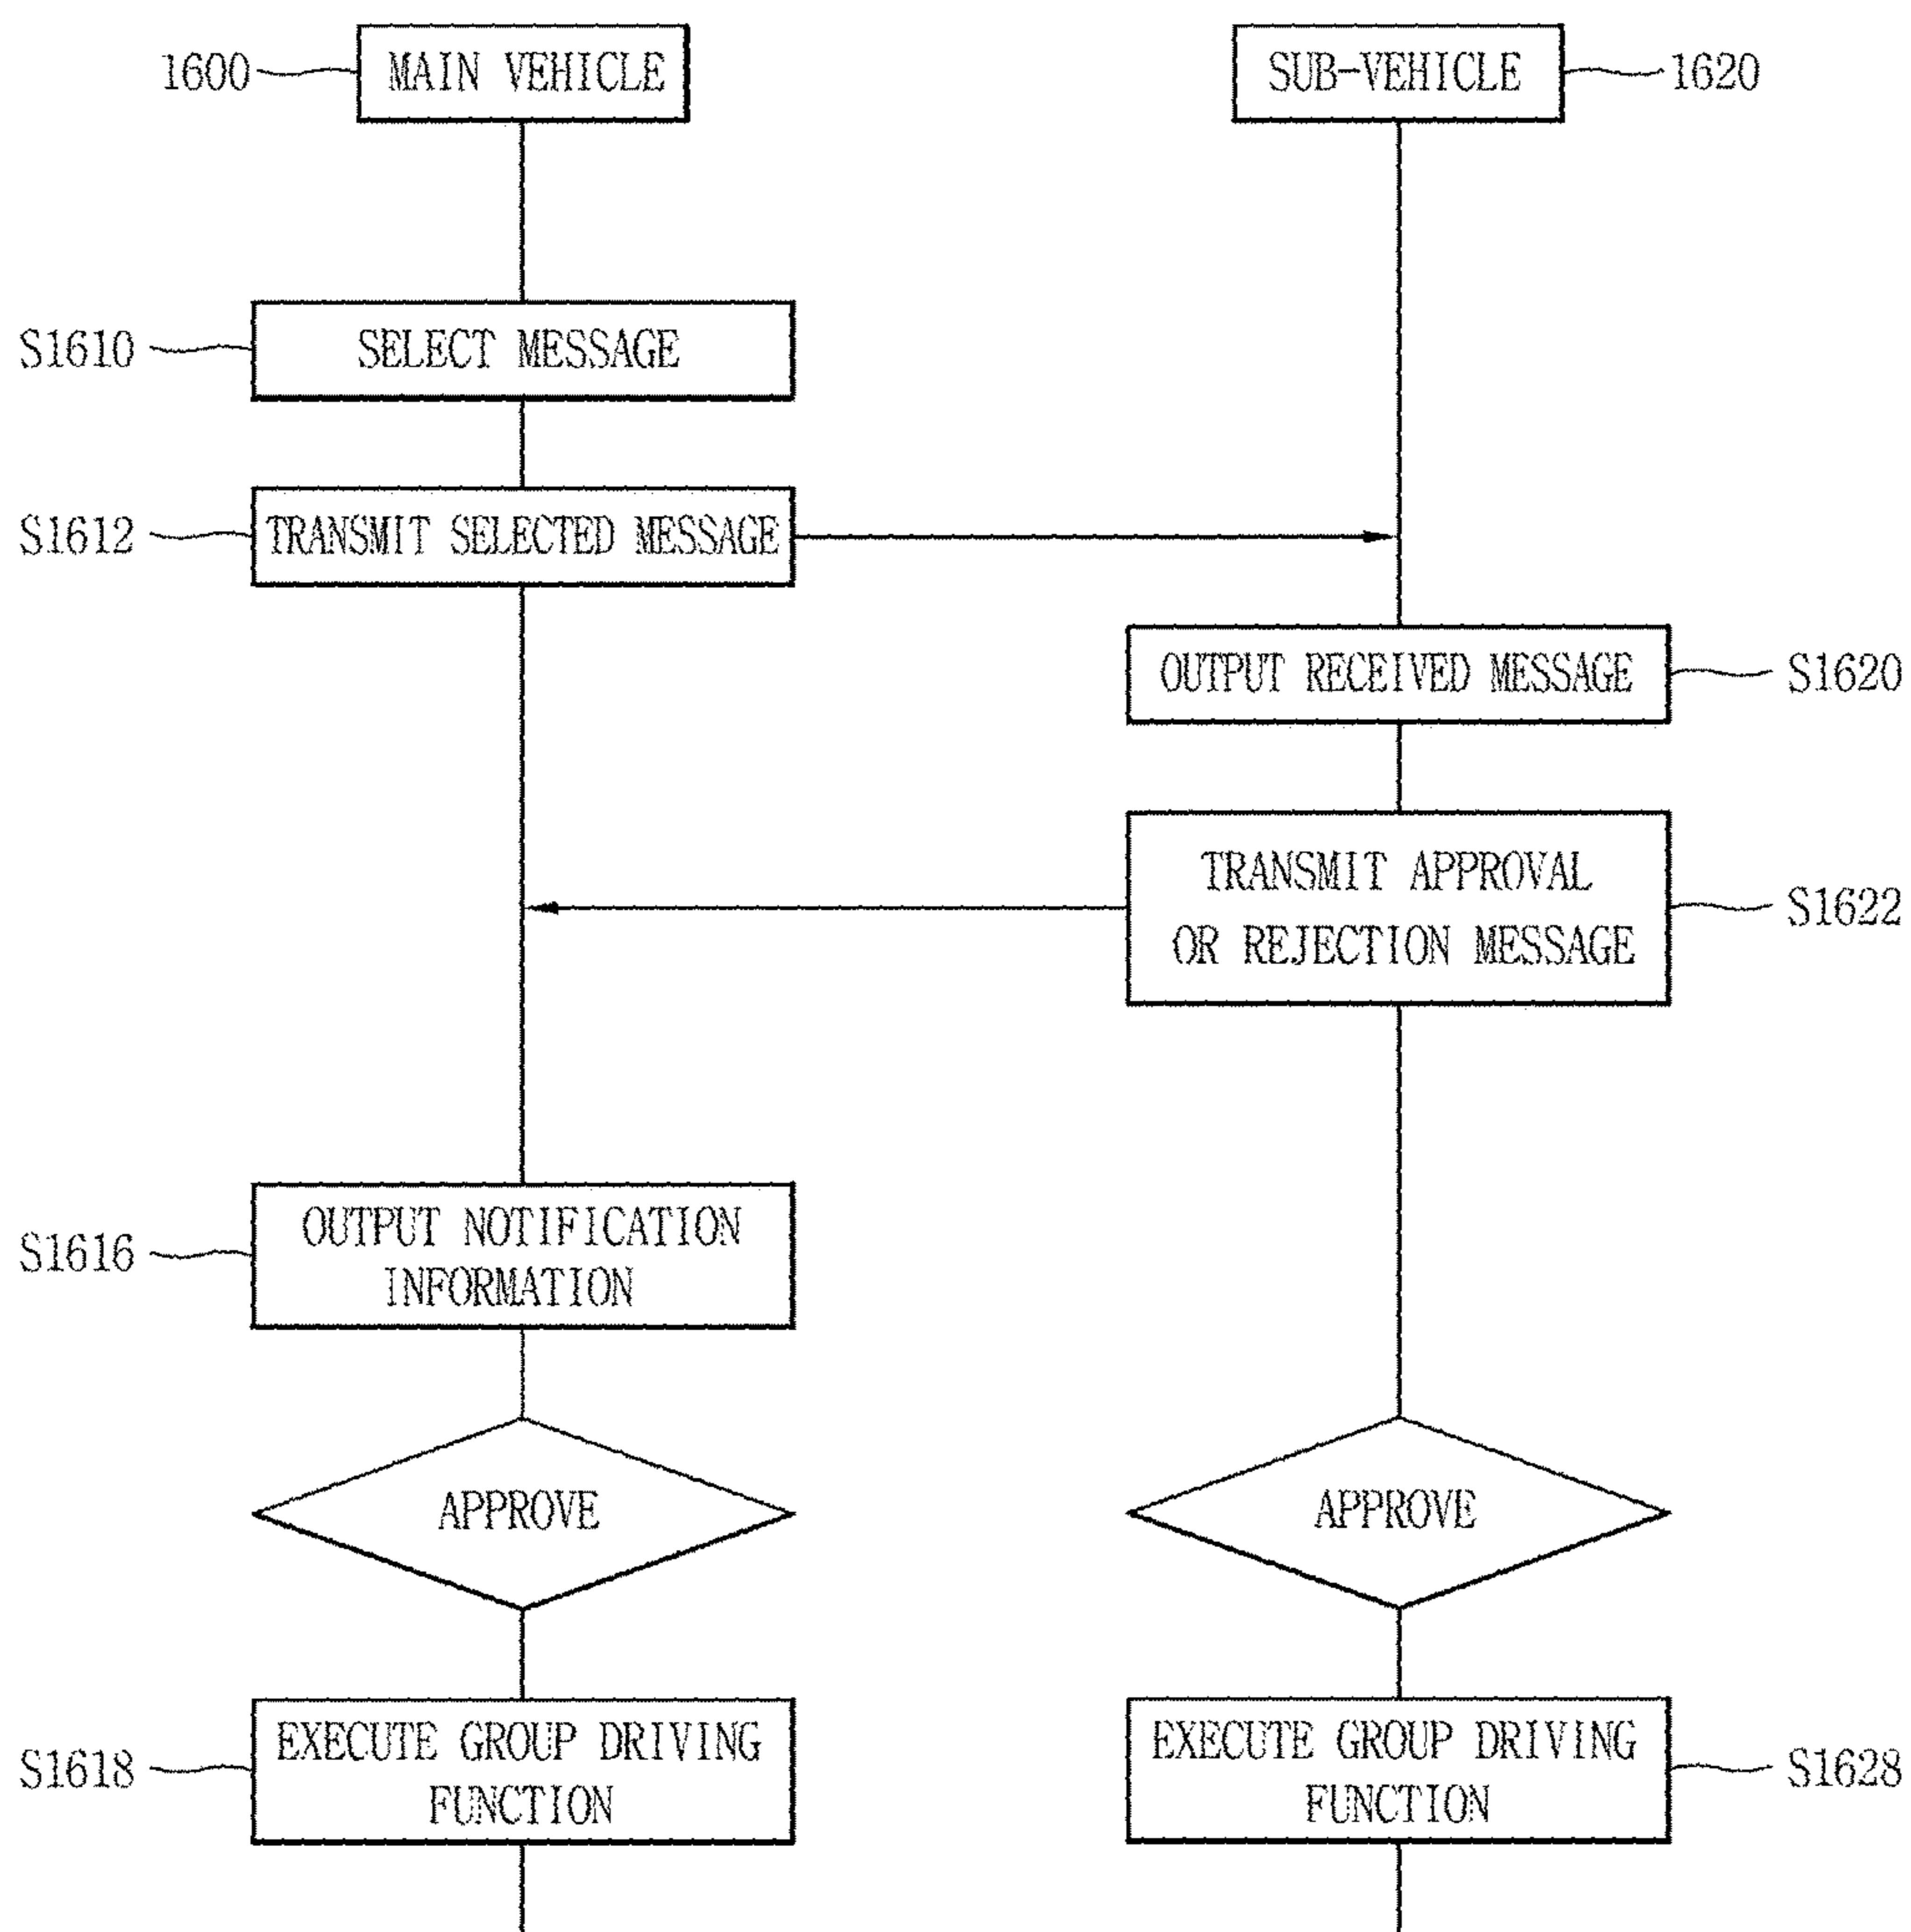 1600
MAIN VEHICLE
SUB-VEHICLE
1620
S1610
SELECT MESSAGE
S1612
TRANSMIT SELECTED MESSAGE
OUTPUT RECEIVED MESSAGE
S1620
TRANSMIT APPROVAL
OR REJECTION MESSAGE
S1622
S1616
OUTPUT NOTIFICATION
INFORMATION
APPROVE
APPROVE
S1618
EXECUTE GROUP DRIVING
FUNCTION
EXECUTE GROUP DRIVING
FUNCTION
S1628